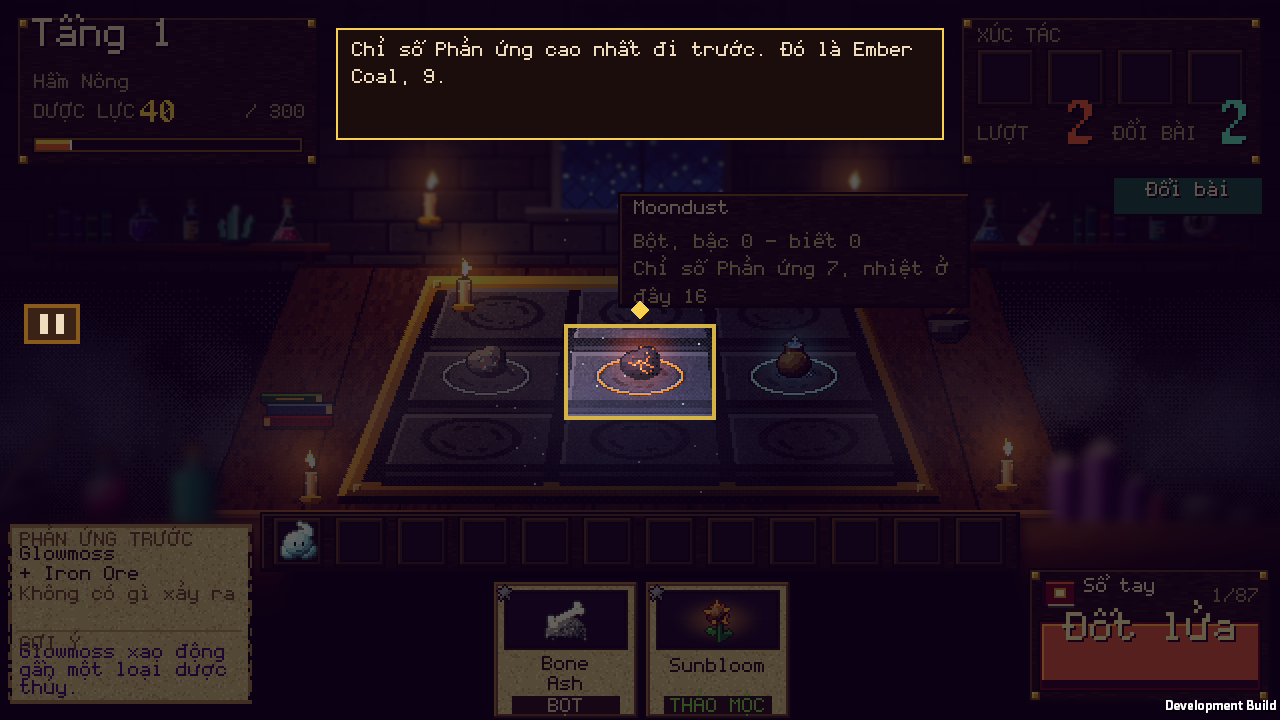 Tầng 1
Hầm Nông
DƯỢC LỰC 40 / 300
Chỉ số Phản ứng cao nhất đi trước. Đó là Ember
Coal, 9.
XÚC TÁC
LƯỢT 2 ĐỔI BÀI 2
Đổi bài
Moondust
Bột, bậc 0 - biết 0
Chỉ số Phản ứng 7, nhiệt ở
đây 16
PHẢN ỨNG TRƯỚC
Glowmoss
+ Iron Ore
Không có gì xảy ra
GỢI Ý
Glowmoss xao động
gần một loại dược
thủy.
Bone
Ash
BỘT
Sunbloom
THẢO MỘC
Sổ tay
1/87
Đốt lửa
Development Build